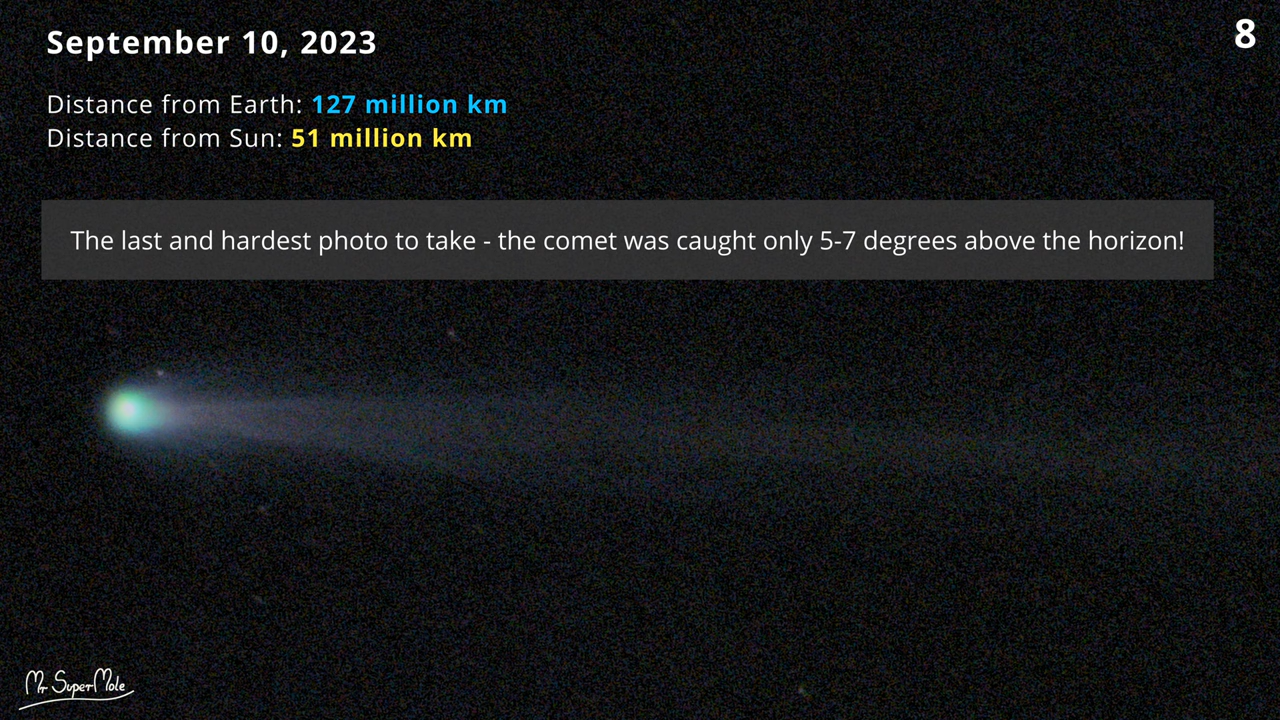 September 10, 2023
8
Distance from Earth: 127 million km
Distance from Sun: 51 million km
The last and hardest photo to take - the comet was caught only 5-7 degrees above the horizon!
Mr SuperMole